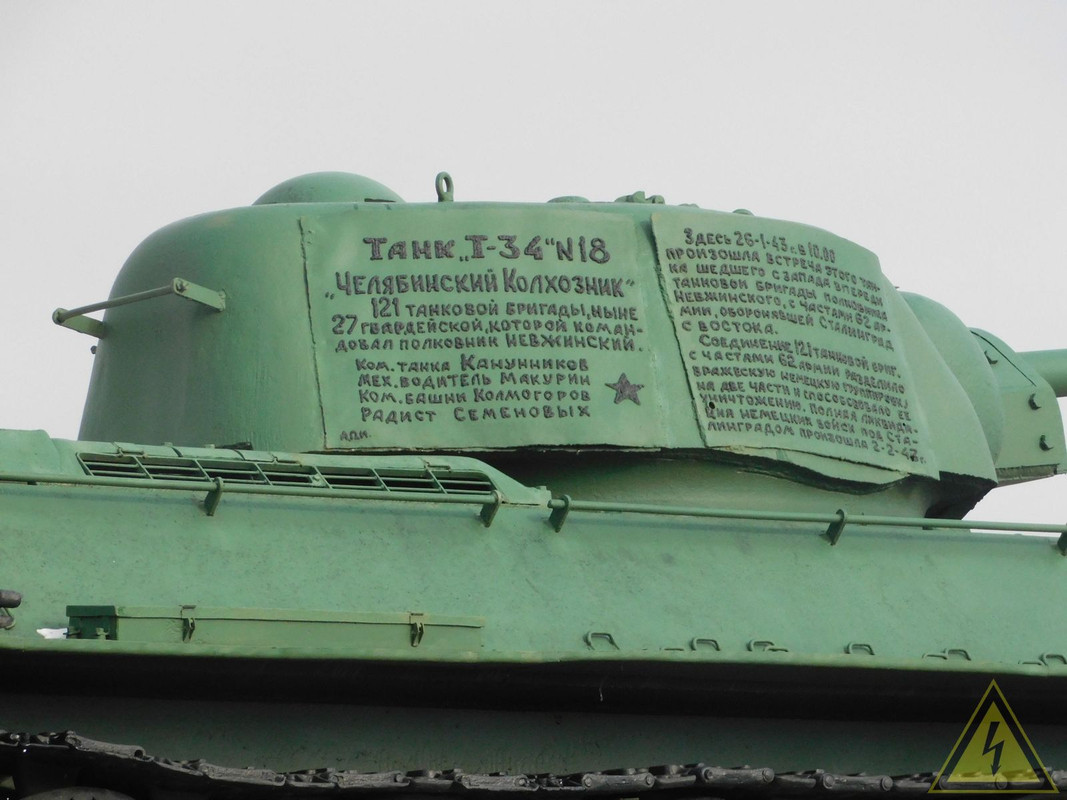 Танк „Т-34" N18
„Челябинский Колхозник"
121 танковой бригады, ныне
27 гвардейской, которой коман-
довал полковник Невжинский.
Ком. танка Канунников
мех. водитель Макурин
Ком. башни Колмогоров
радист Семеновых
Здесь 26-1-43 г. в 10.00
произошла встреча этого тан-
ка шедшего с запада впереди
танковой бригады полковника
Невжинского, с частями 62 ар-
мии, оборонявшей Сталинград
с востока.
Соединение 121 танковой бриг.
с частями 62 армии разделило
вражескую немецкую группировку
на две части и способствовало ее
уничтожению. Полная ликвида-
ция немецких войск под Ста-
линградом произошла 2-2-43 г.